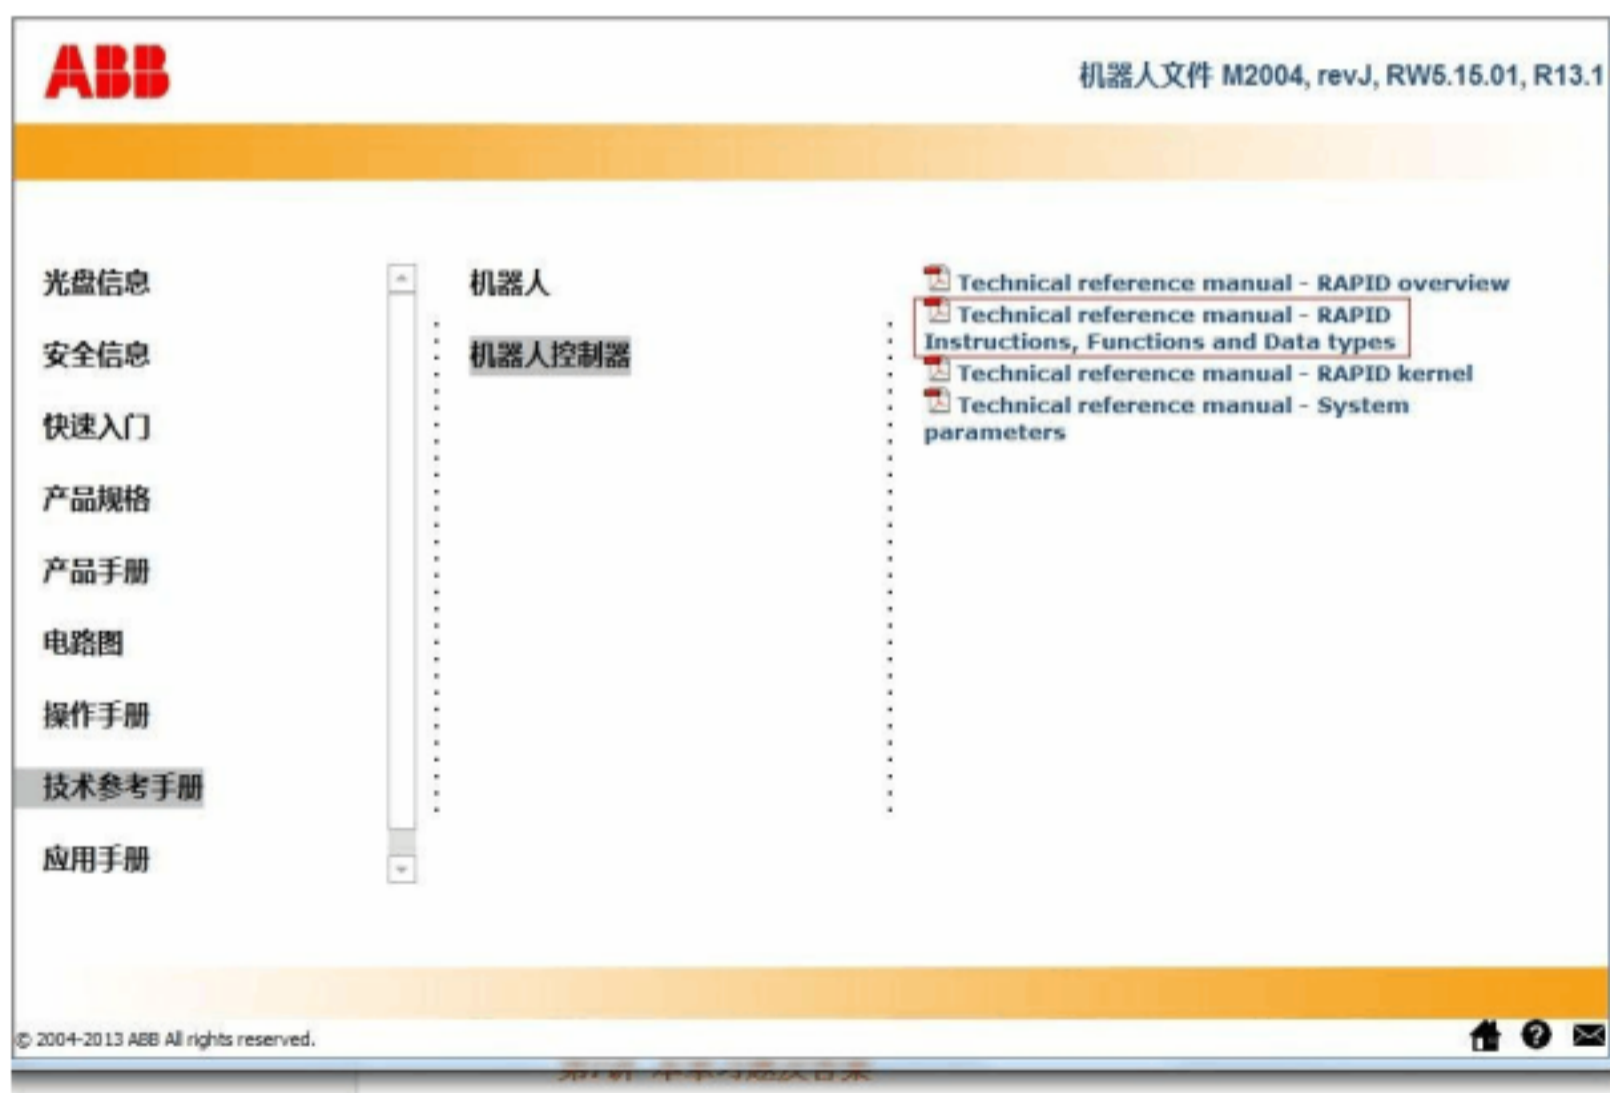 ABB
机器人文件 M2004, revJ, RW5.15.01, R13.1
光盘信息
安全信息
快速入门
产品规格
产品手册
电路图
操作手册
技术参考手册
应用手册
机器人
机器人控制器
Technical reference manual - RAPID overview
Technical reference manual - RAPID
Instructions, Functions and Data types
Technical reference manual - RAPID kernel
Technical reference manual - System
parameters
© 2004-2013 ABB All rights reserved.